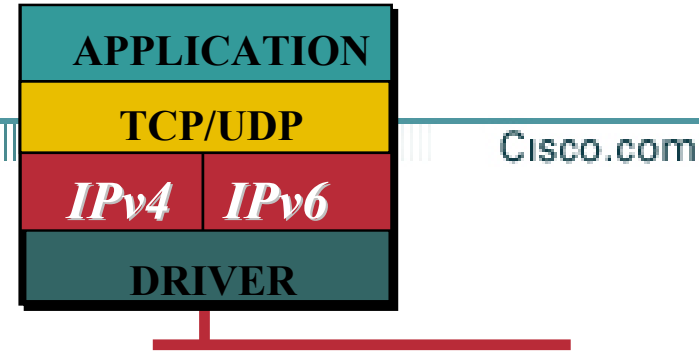 APPLICATION
TCP/UDP
Cisco.com
IPv4 IPv6
DRIVER